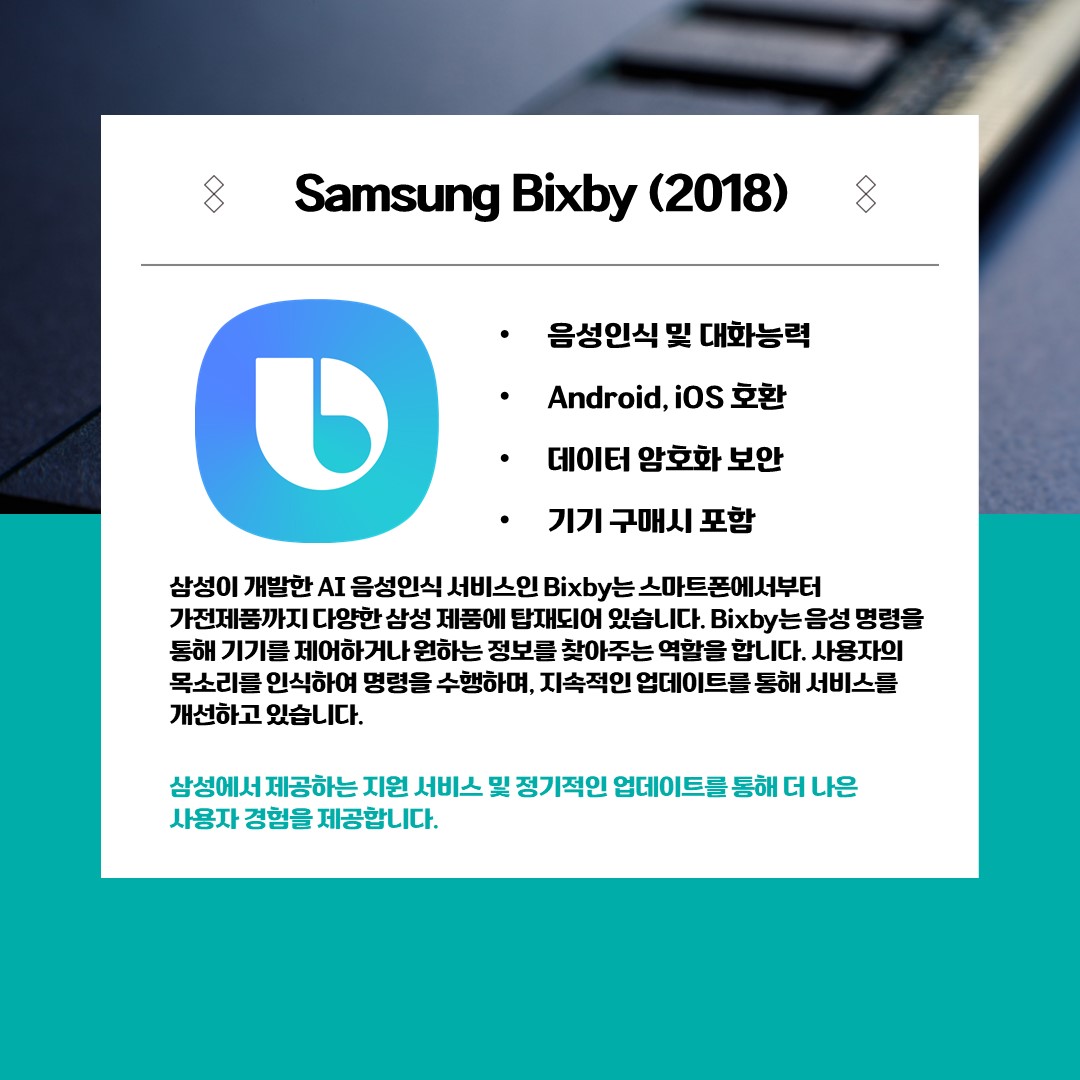 Samsung Bixby (2018)
• 음성인식 및 대화능력
• Android, iOS 호환
• 데이터 암호화 보안
• 기기 구매시 포함
삼성이 개발한 AI 음성인식 서비스인 Bixby는 스마트폰에서부터
가전제품까지 다양한 삼성 제품에 탑재되어 있습니다. Bixby는 음성 명령을
통해 기기를 제어하거나 원하는 정보를 찾아주는 역할을 합니다. 사용자의
목소리를 인식하여 명령을 수행하며, 지속적인 업데이트를 통해 서비스를
개선하고 있습니다.
삼성에서 제공하는 지원 서비스 및 정기적인 업데이트를 통해 더 나은
사용자 경험을 제공합니다.